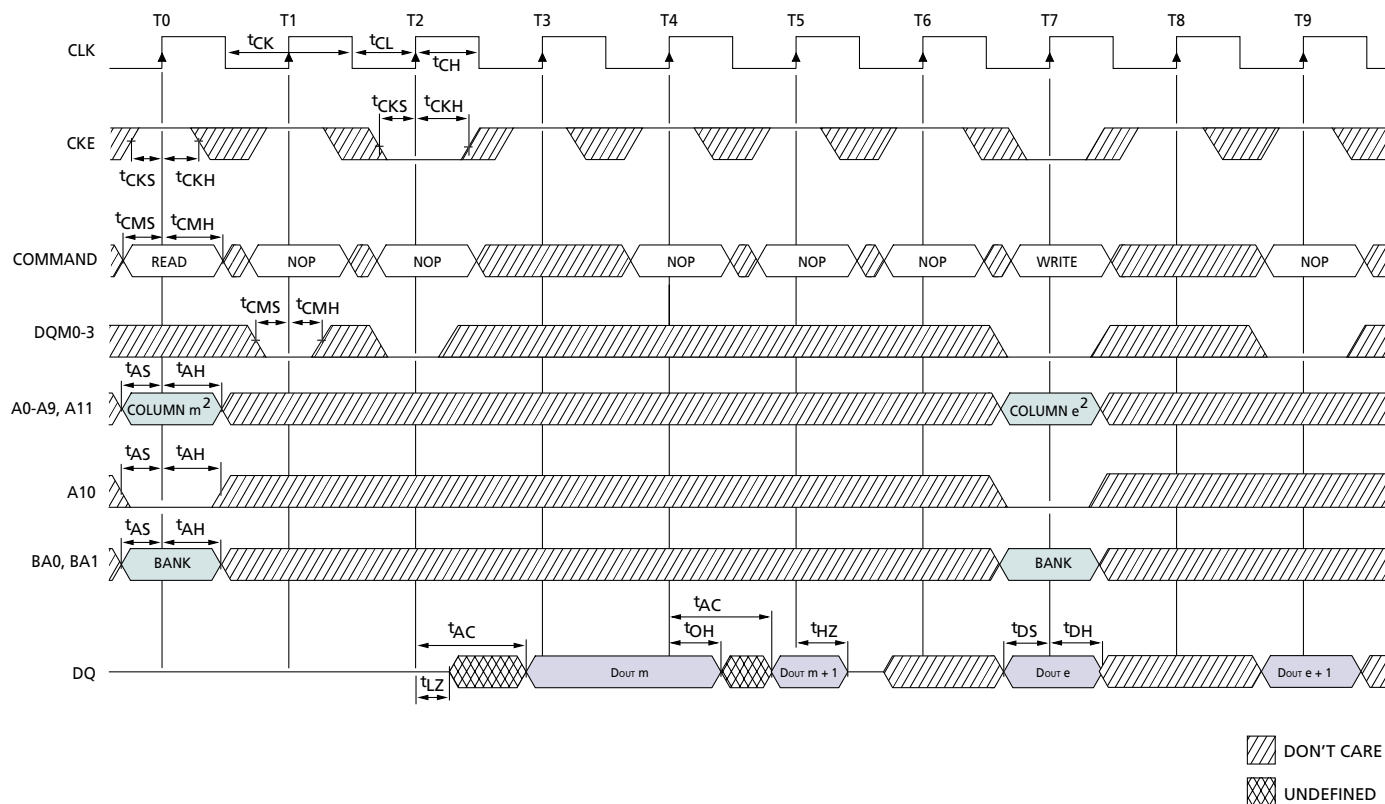 T0 T1 T2 T3 T4 T5 T6 T7 T8 T9
CLK tCK tCL tCH
tCKS tCKH
CKE
tCKS tCKH
tCMS tCMH
COMMAND READ NOP NOP NOP NOP NOP WRITE NOP
tCMS tCMH
DQM0-3
tAS tAH
A0-A9, A11 COLUMN m2 COLUMN e2
tAS tAH
A10
tAS tAH
BA0, BA1 BANK BANK
tAC tAC tOH tHZ tDS tDH
DQ DOUT m DOUT m + 1 DOUT e DOUT e + 1
tLZ
DON'T CARE
UNDEFINED